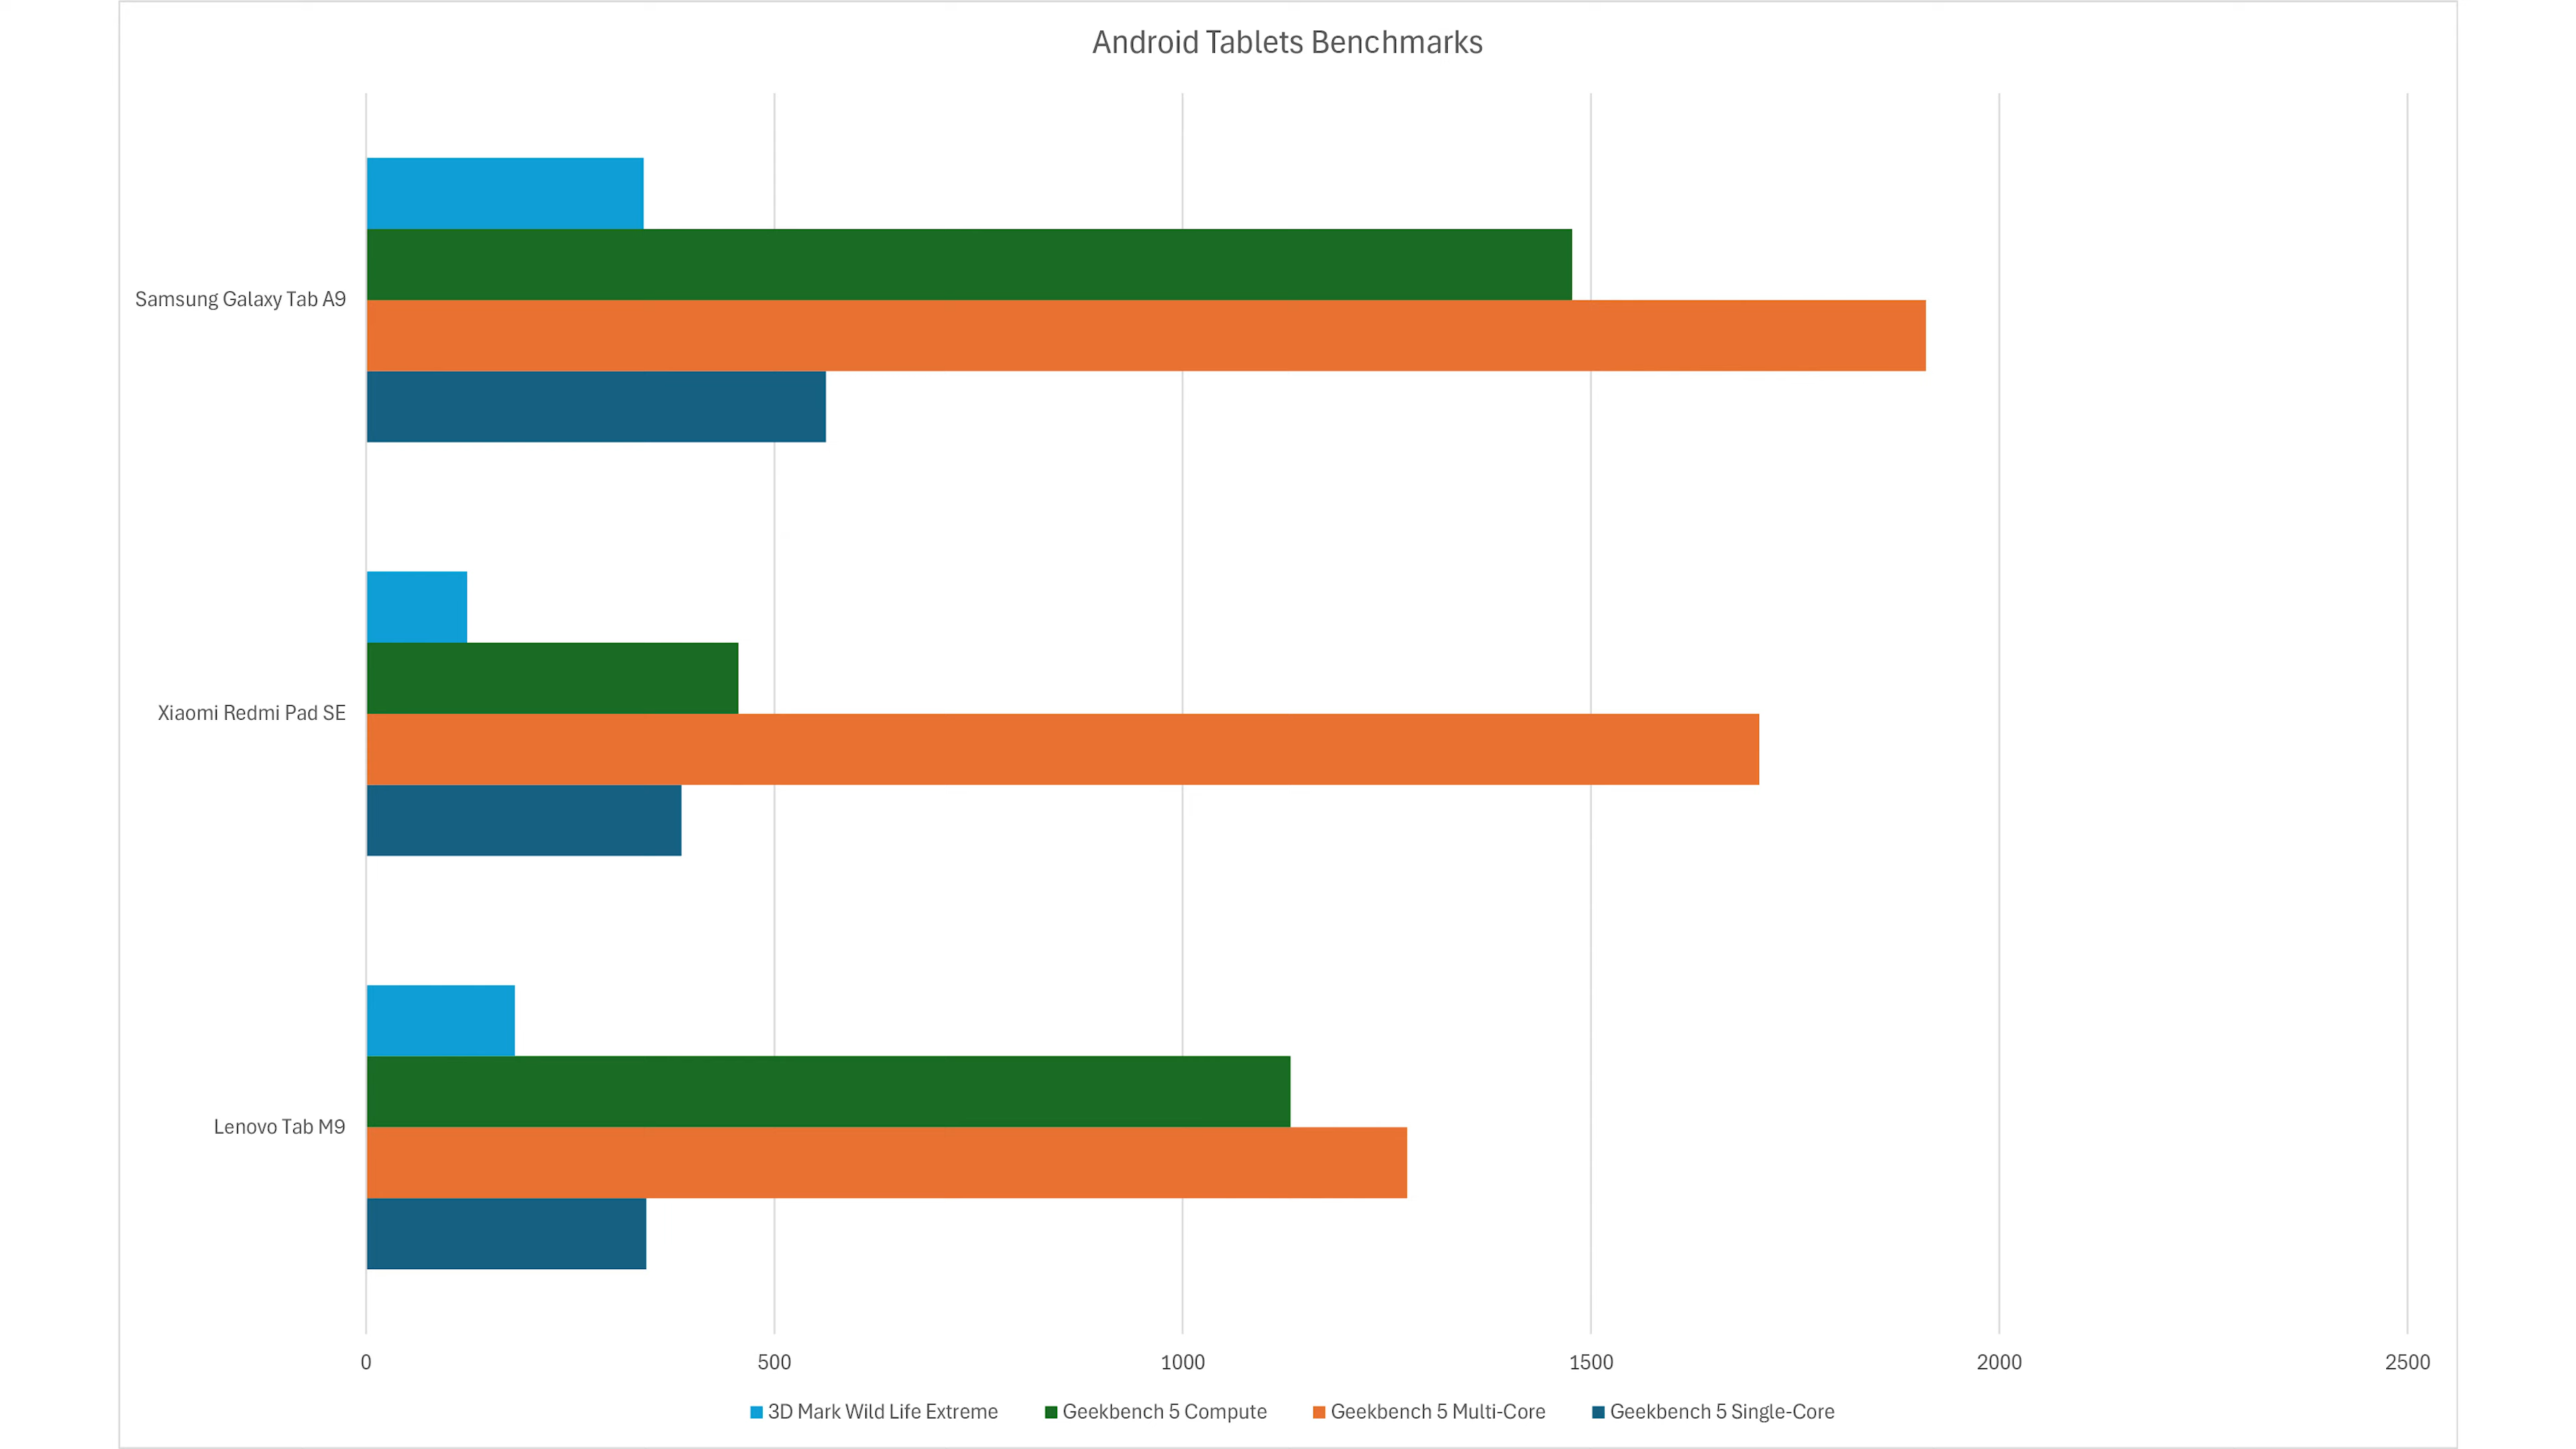 Android Tablets Benchmarks
Samsung Galaxy Tab A9
Xiaomi Redmi Pad SE
Lenovo Tab M9
0 500 1000 1500 2000 2500
3D Mark Wild Life Extreme Geekbench 5 Compute Geekbench 5 Multi-Core Geekbench 5 Single-Core